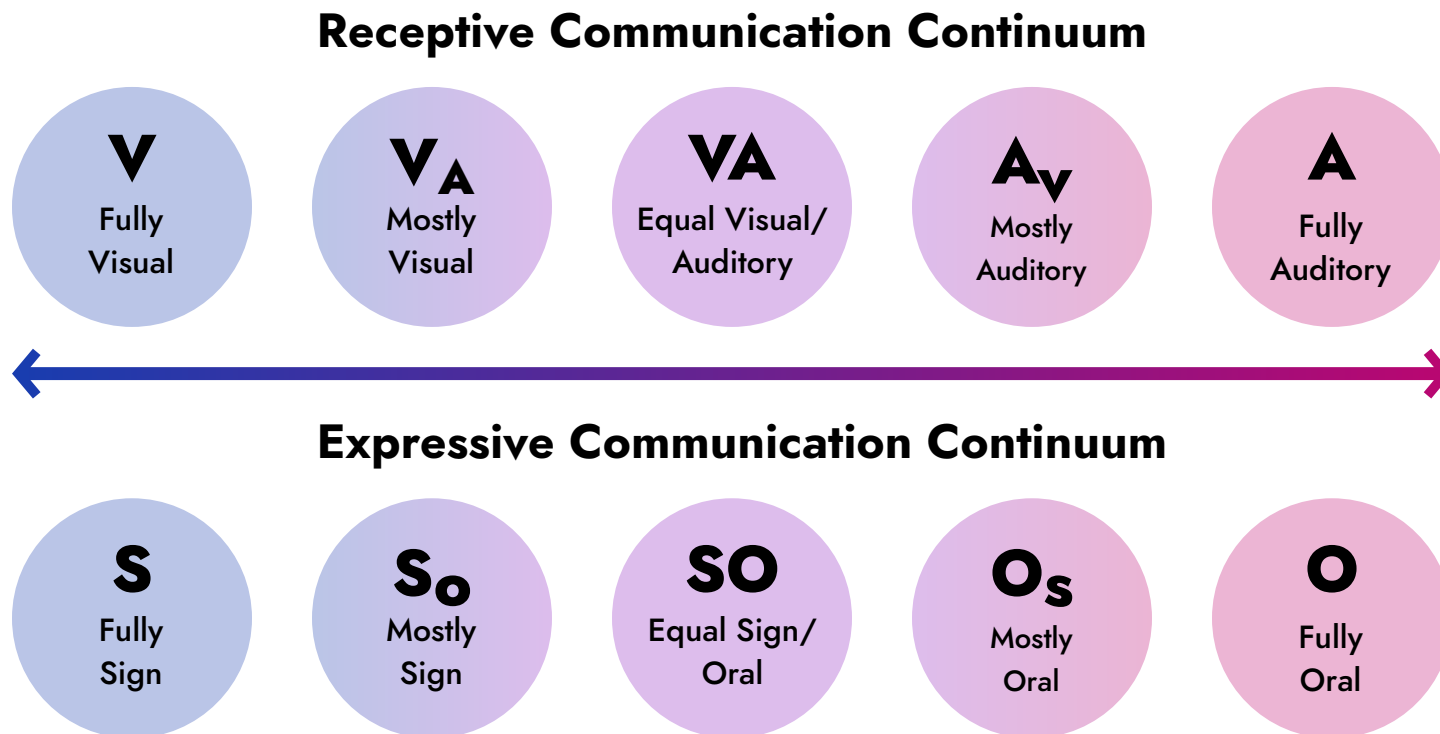 Receptive Communication Continuum
V
Fully
Visual
VA
Mostly
Visual
VA
Equal Visual/
Auditory
AV
Mostly
Auditory
A
Fully
Auditory
Expressive Communication Continuum
S
Fully
Sign
SO
Mostly
Sign
SO
Equal Sign/
Oral
OS
Mostly
Oral
O
Fully
Oral